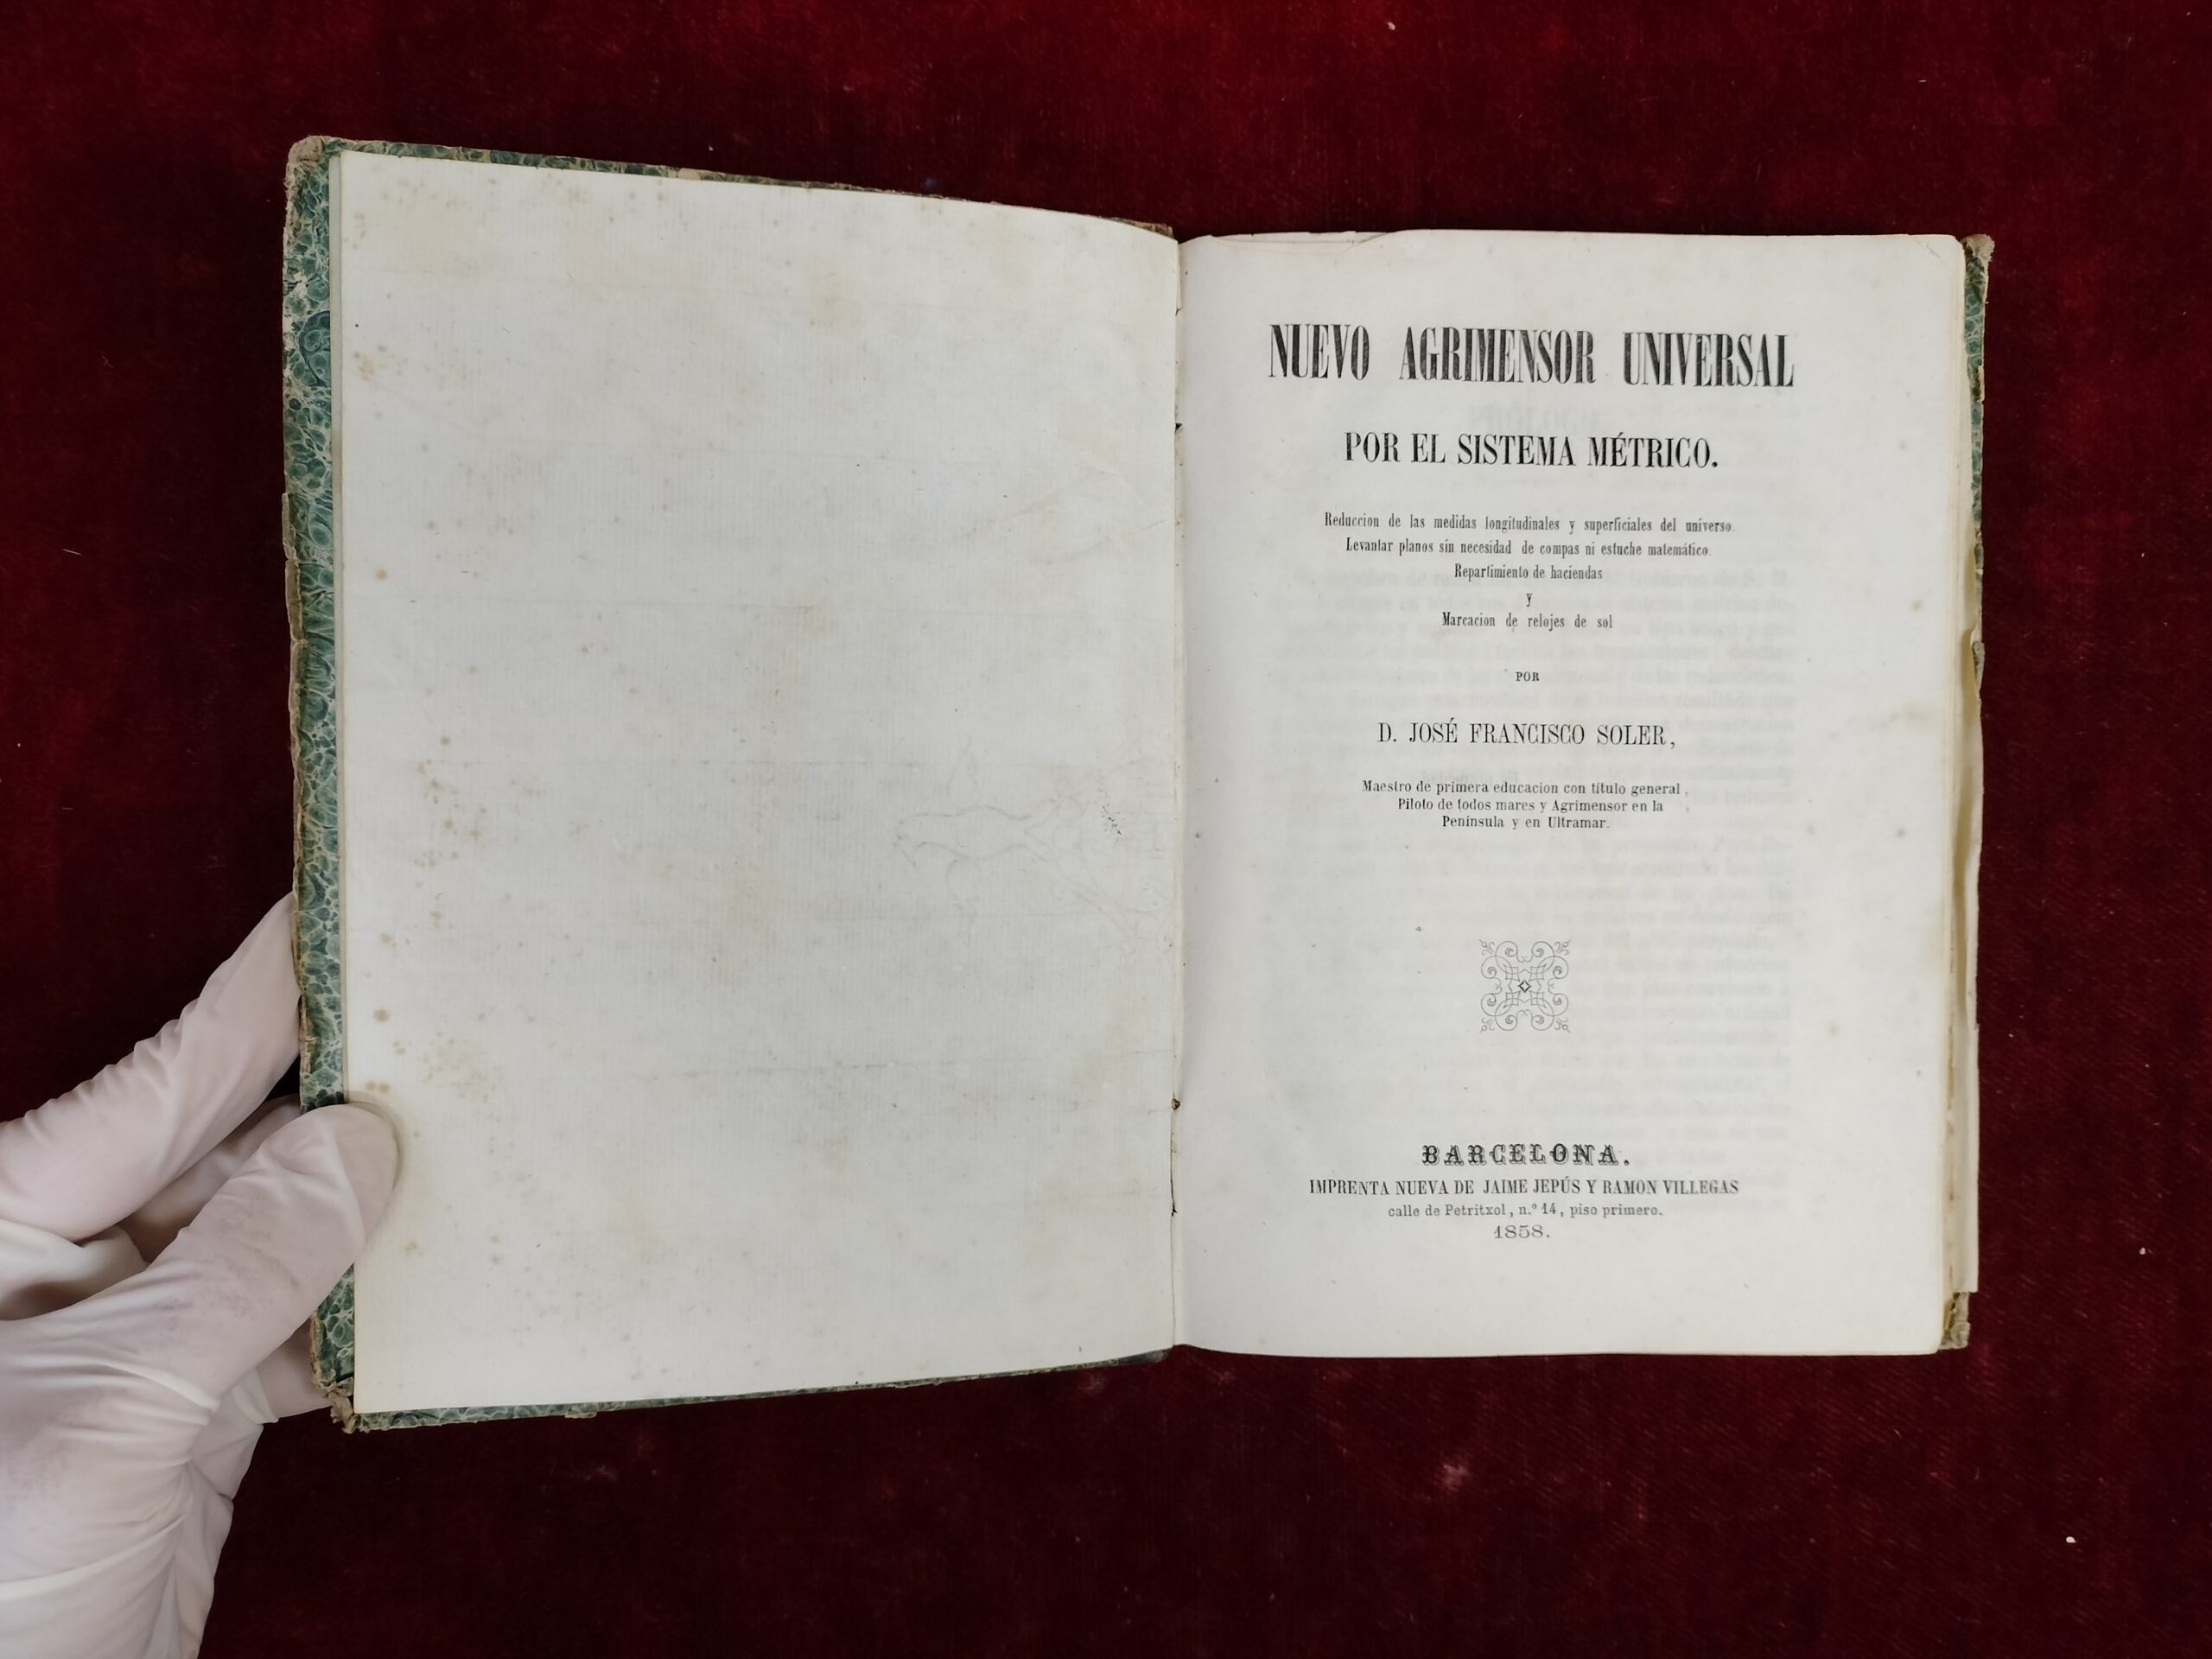 NUEVO AGRIMENSOR UNIVERSAL
POR EL SISTEMA MÉTRICO.
Reduccion de las medidas longitudinales y superficiales del universo.
Levantar planos sin necesidad de compas ni estuche matemático.
Repartimiento de haciendas
y
Marcacion de relojes de sol
POR
D. JOSÉ FRANCISCO SOLER,
Maestro de primera educacion con título general,
Piloto de todos mares y Agrimensor en la
Península y en Ultramar.
BARCELONA.
IMPRENTA NUEVA DE JAIME JEPÚS Y RAMON VILLEGAS
calle de Petritxol, n.º 14, piso primero.
1858.